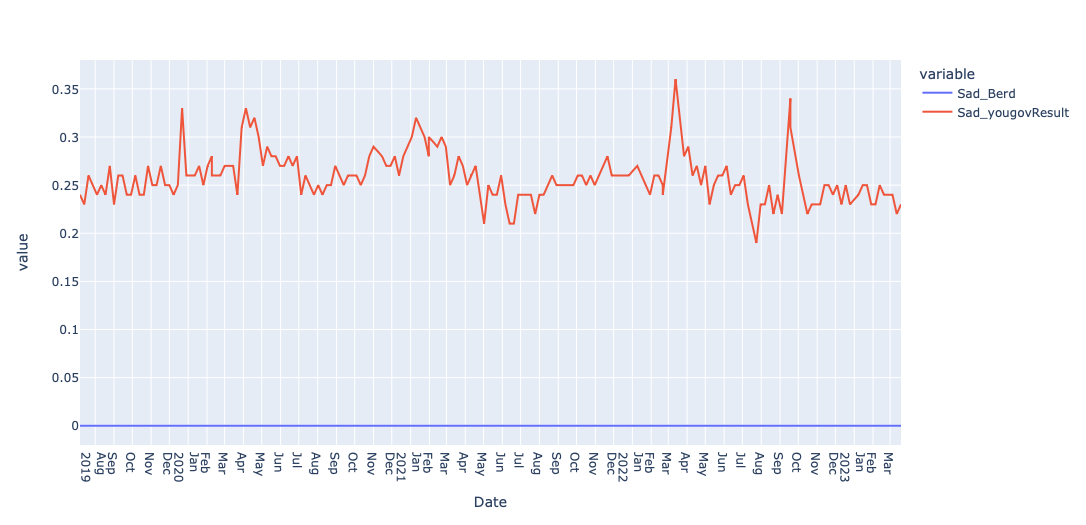 variable
Sad_Berd
Sad_yougovResult
value
0.35
0.3
0.25
0.2
0.15
0.1
0.05
0
2019
Aug
Sep
Oct
Nov
Dec
2020
Jan
Feb
Mar
Apr
May
Jun
Jul
Aug
Sep
Oct
Nov
Dec
2021
Jan
Feb
Mar
Apr
May
Jun
Jul
Aug
Sep
Oct
Nov
Dec
2022
Jan
Feb
Mar
Apr
May
Jun
Jul
Aug
Sep
Oct
Nov
Dec
2023
Jan
Feb
Mar
Date